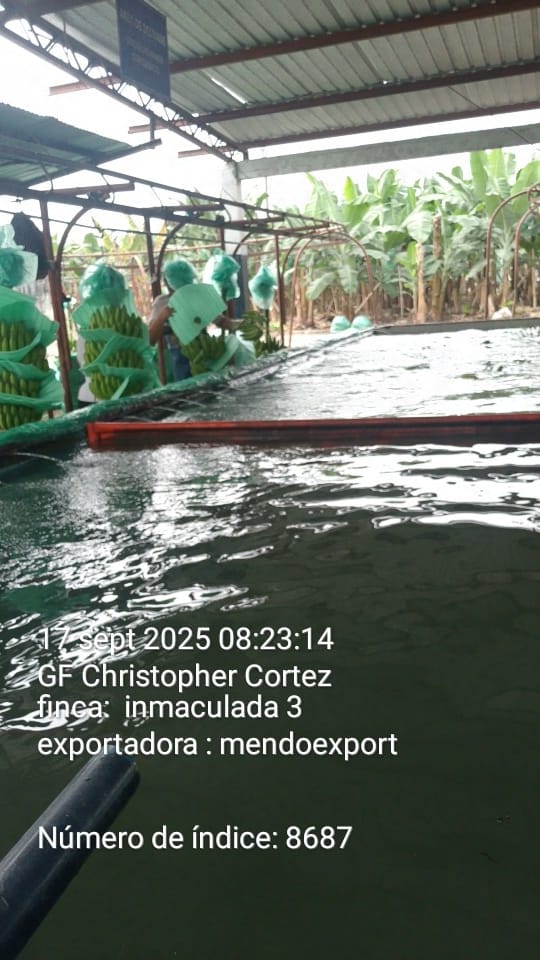 17 sept 2025 08:23:14
GF Christopher Cortez
finca:  inmaculada 3
exportadora : mendoexport
Número de índice: 8687